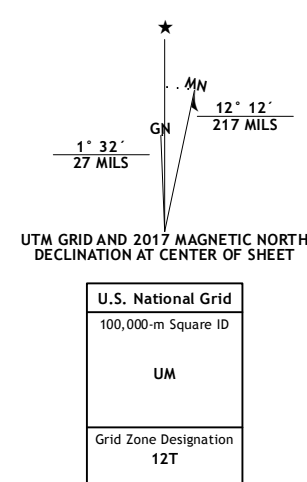 ★
MN
GN
12° 12´
217 MILS
1° 32´
27 MILS
UTM GRID AND 2017 MAGNETIC NORTH
DECLINATION AT CENTER OF SHEET
U.S. National Grid
100,000-m Square ID
UM
Grid Zone Designation
12T